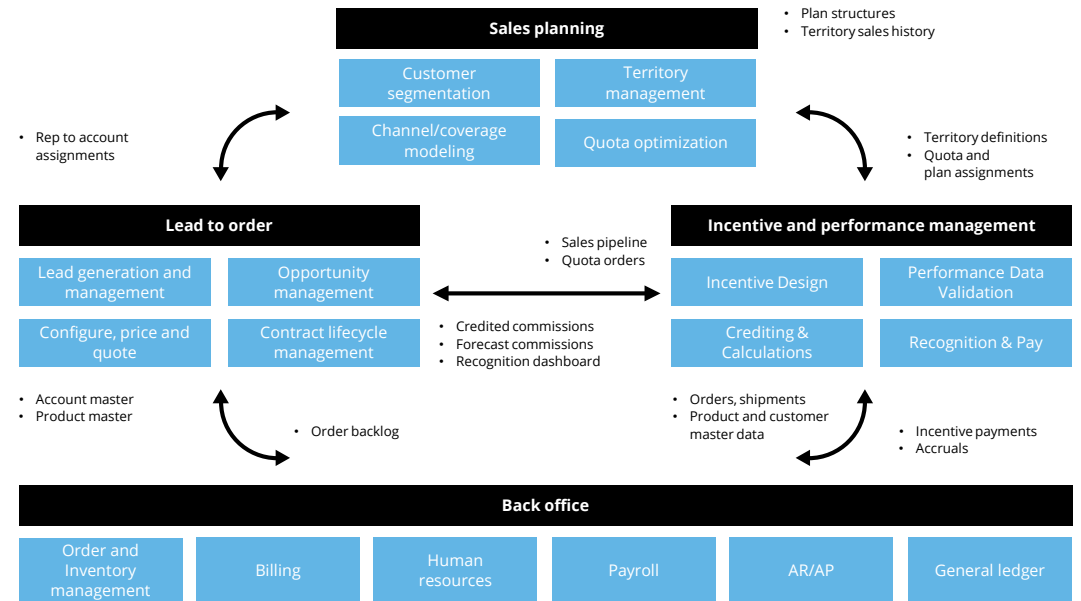 Sales planning
• Plan structures
• Territory sales history
Customer
segmentation
Territory
management
Channel/coverage
modeling
Quota optimization
• Rep to account
assignments
• Territory definitions
• Quota and
plan assignments
Lead to order
Incentive and performance management
• Sales pipeline
• Quota orders
Lead generation and
management
Opportunity
management
Incentive Design
Performance Data
Validation
Configure, price and
quote
Contract lifecycle
management
• Credited commissions
• Forecast commissions
• Recognition dashboard
Crediting &
Calculations
Recognition & Pay
• Account master
• Product master
• Order backlog
• Orders, shipments
• Product and customer
master data
• Incentive payments
• Accruals
Back office
Order and
Inventory
management
Billing
Human
resources
Payroll
AR/AP
General ledger